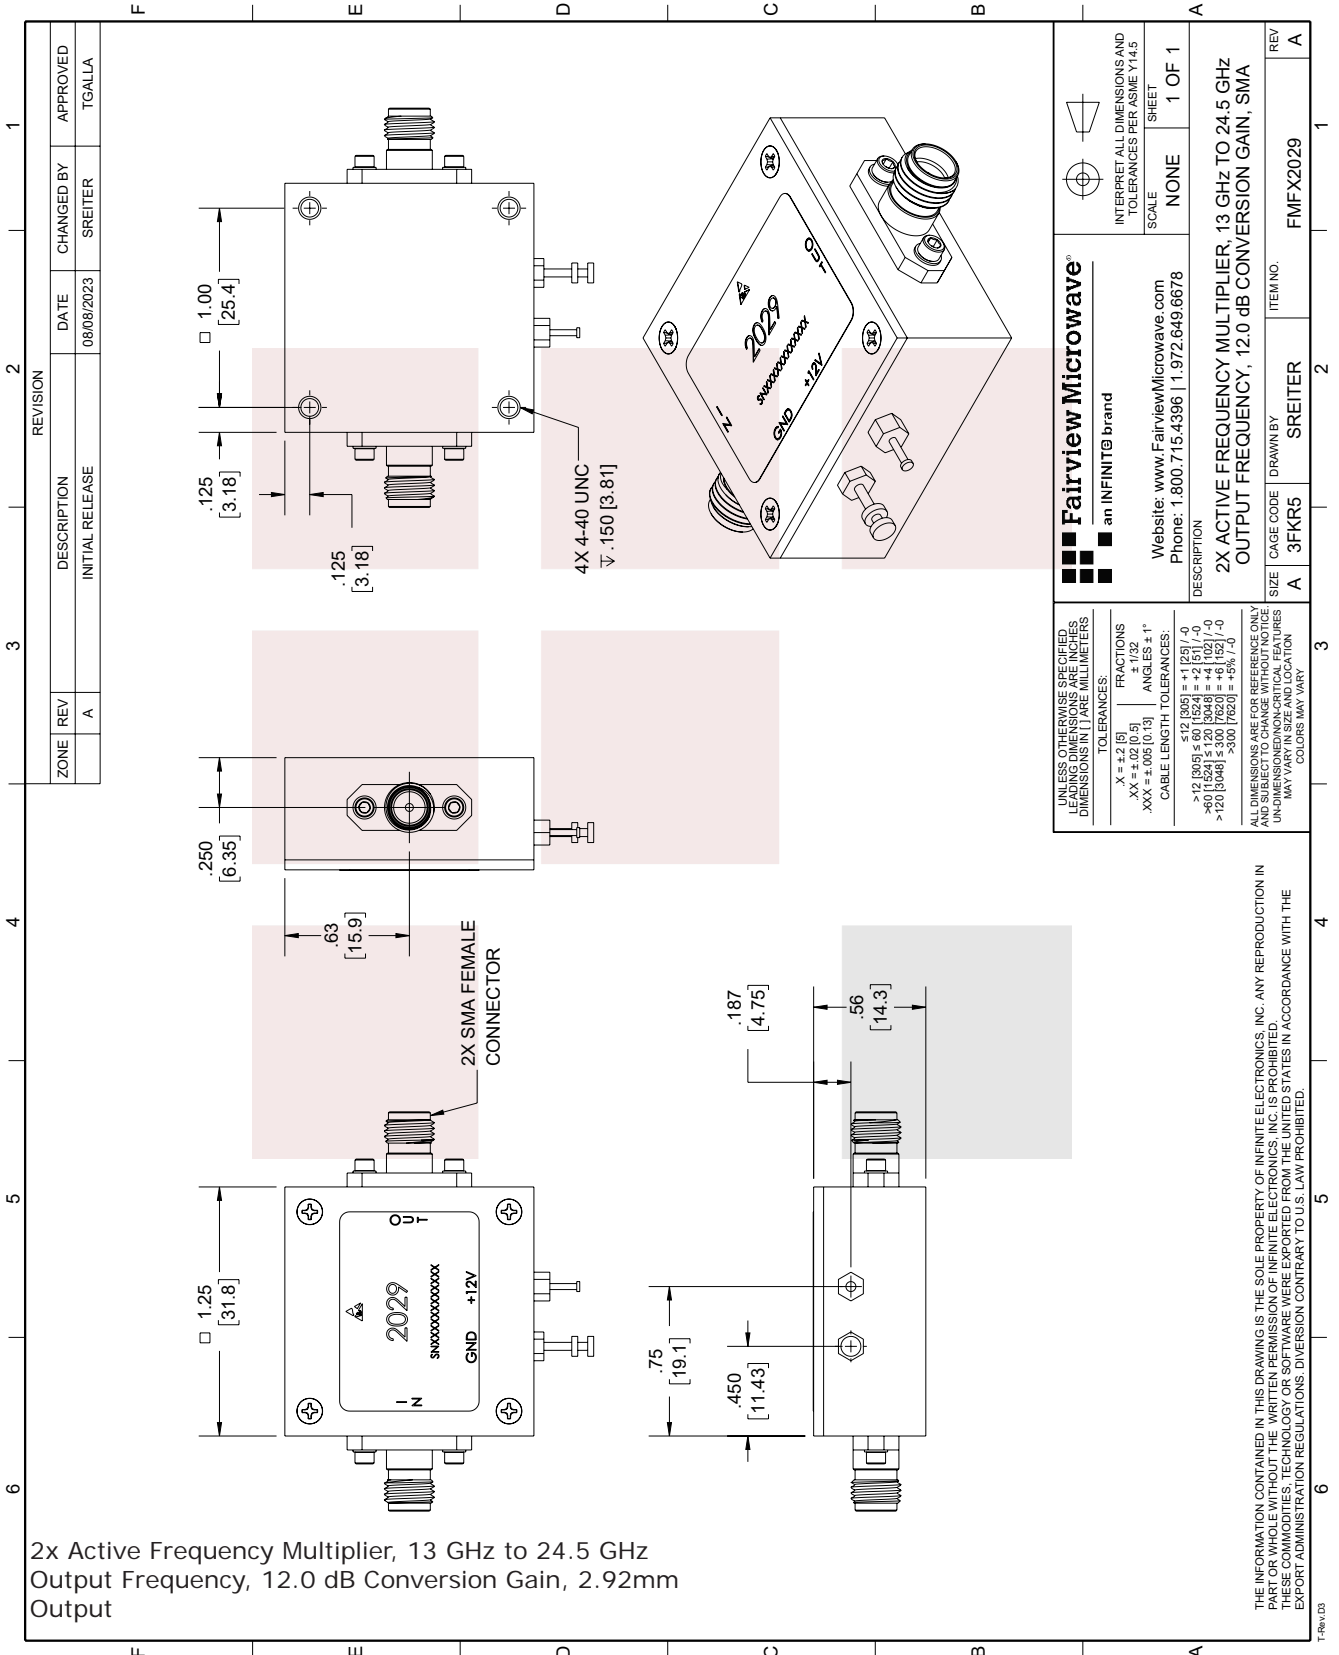 REVISION
ZONE REV DESCRIPTION DATE CHANGED BY APPROVED
A INITIAL RELEASE 08/08/2023 SREITER TGALLA
6 5 4 3 2 1
F
E
D
C
B
A
□ 1.25
[31.8]
IN
OUT
2029
SNXXXXXXXXXXXX
GND +12V
2X SMA FEMALE
CONNECTOR
.250
[6.35]
.63
[15.9]
.125
[3.18]
□ 1.00
[25.4]
.125
[3.18]
4X 4-40 UNC
↧ .150 [3.81]
.75
[19.1]
.450
[11.43]
.187
[4.75]
.56
[14.3]
IN
OUT
2029
SNXXXXXXXXXXXX
GND +12V
UNLESS OTHERWISE SPECIFIED
LEADING DIMENSIONS ARE INCHES
DIMENSIONS IN [ ] ARE MILLIMETERS
TOLERANCES:
.X = ±.2 [5] FRACTIONS
.XX = ±.02 [0.5] ± 1/32
.XXX = ±.005 [0.13] ANGLES ± 1°
CABLE LENGTH TOLERANCES:
≤12 [305] = +1 [25] / -0
>12 [305] ≤ 60 [1524] = +2 [51] / -0
>60 [1524] ≤ 120 [3048] = +4 [102] / -0
>120 [3048] ≤ 300 [7620] = +6 [152] / -0
>300 [7620] = +5% / -0
ALL DIMENSIONS ARE FOR REFERENCE ONLY
AND SUBJECT TO CHANGE WITHOUT NOTICE.
UN-DIMENSIONED/NON-CRITICAL FEATURES
MAY VARY IN SIZE AND LOCATION
COLORS MAY VARY
Fairview Microwave®
an INFINIT@ brand
Website: www.FairviewMicrowave.com
Phone: 1.800.715.4396 | 1.972.649.6678
INTERPRET ALL DIMENSIONS AND
TOLERANCES PER ASME Y14.5
SCALE NONE
SHEET 1 OF 1
DESCRIPTION
2X ACTIVE FREQUENCY MULTIPLIER, 13 GHz TO 24.5 GHz
OUTPUT FREQUENCY, 12.0 dB CONVERSION GAIN, SMA
SIZE CAGE CODE DRAWN BY ITEM NO. REV
A 3FKR5 SREITER FMFX2029 A
THE INFORMATION CONTAINED IN THIS DRAWING IS THE SOLE PROPERTY OF INFINITE ELECTRONICS, INC. ANY REPRODUCTION IN
PART OR WHOLE WITHOUT THE WRITTEN PERMISSION OF INFINITE ELECTRONICS, INC. IS PROHIBITED.
THESE COMMODITIES, TECHNOLOGY OR SOFTWARE WERE EXPORTED FROM THE UNITED STATES IN ACCORDANCE WITH THE
EXPORT ADMINISTRATION REGULATIONS. DIVERSION CONTRARY TO U.S. LAW PROHIBITED.
6 5 4 3 2 1
F
E
D
C
B
A
T-Rev.D3
2x Active Frequency Multiplier, 13 GHz to 24.5 GHz
Output Frequency, 12.0 dB Conversion Gain, 2.92mm
Output